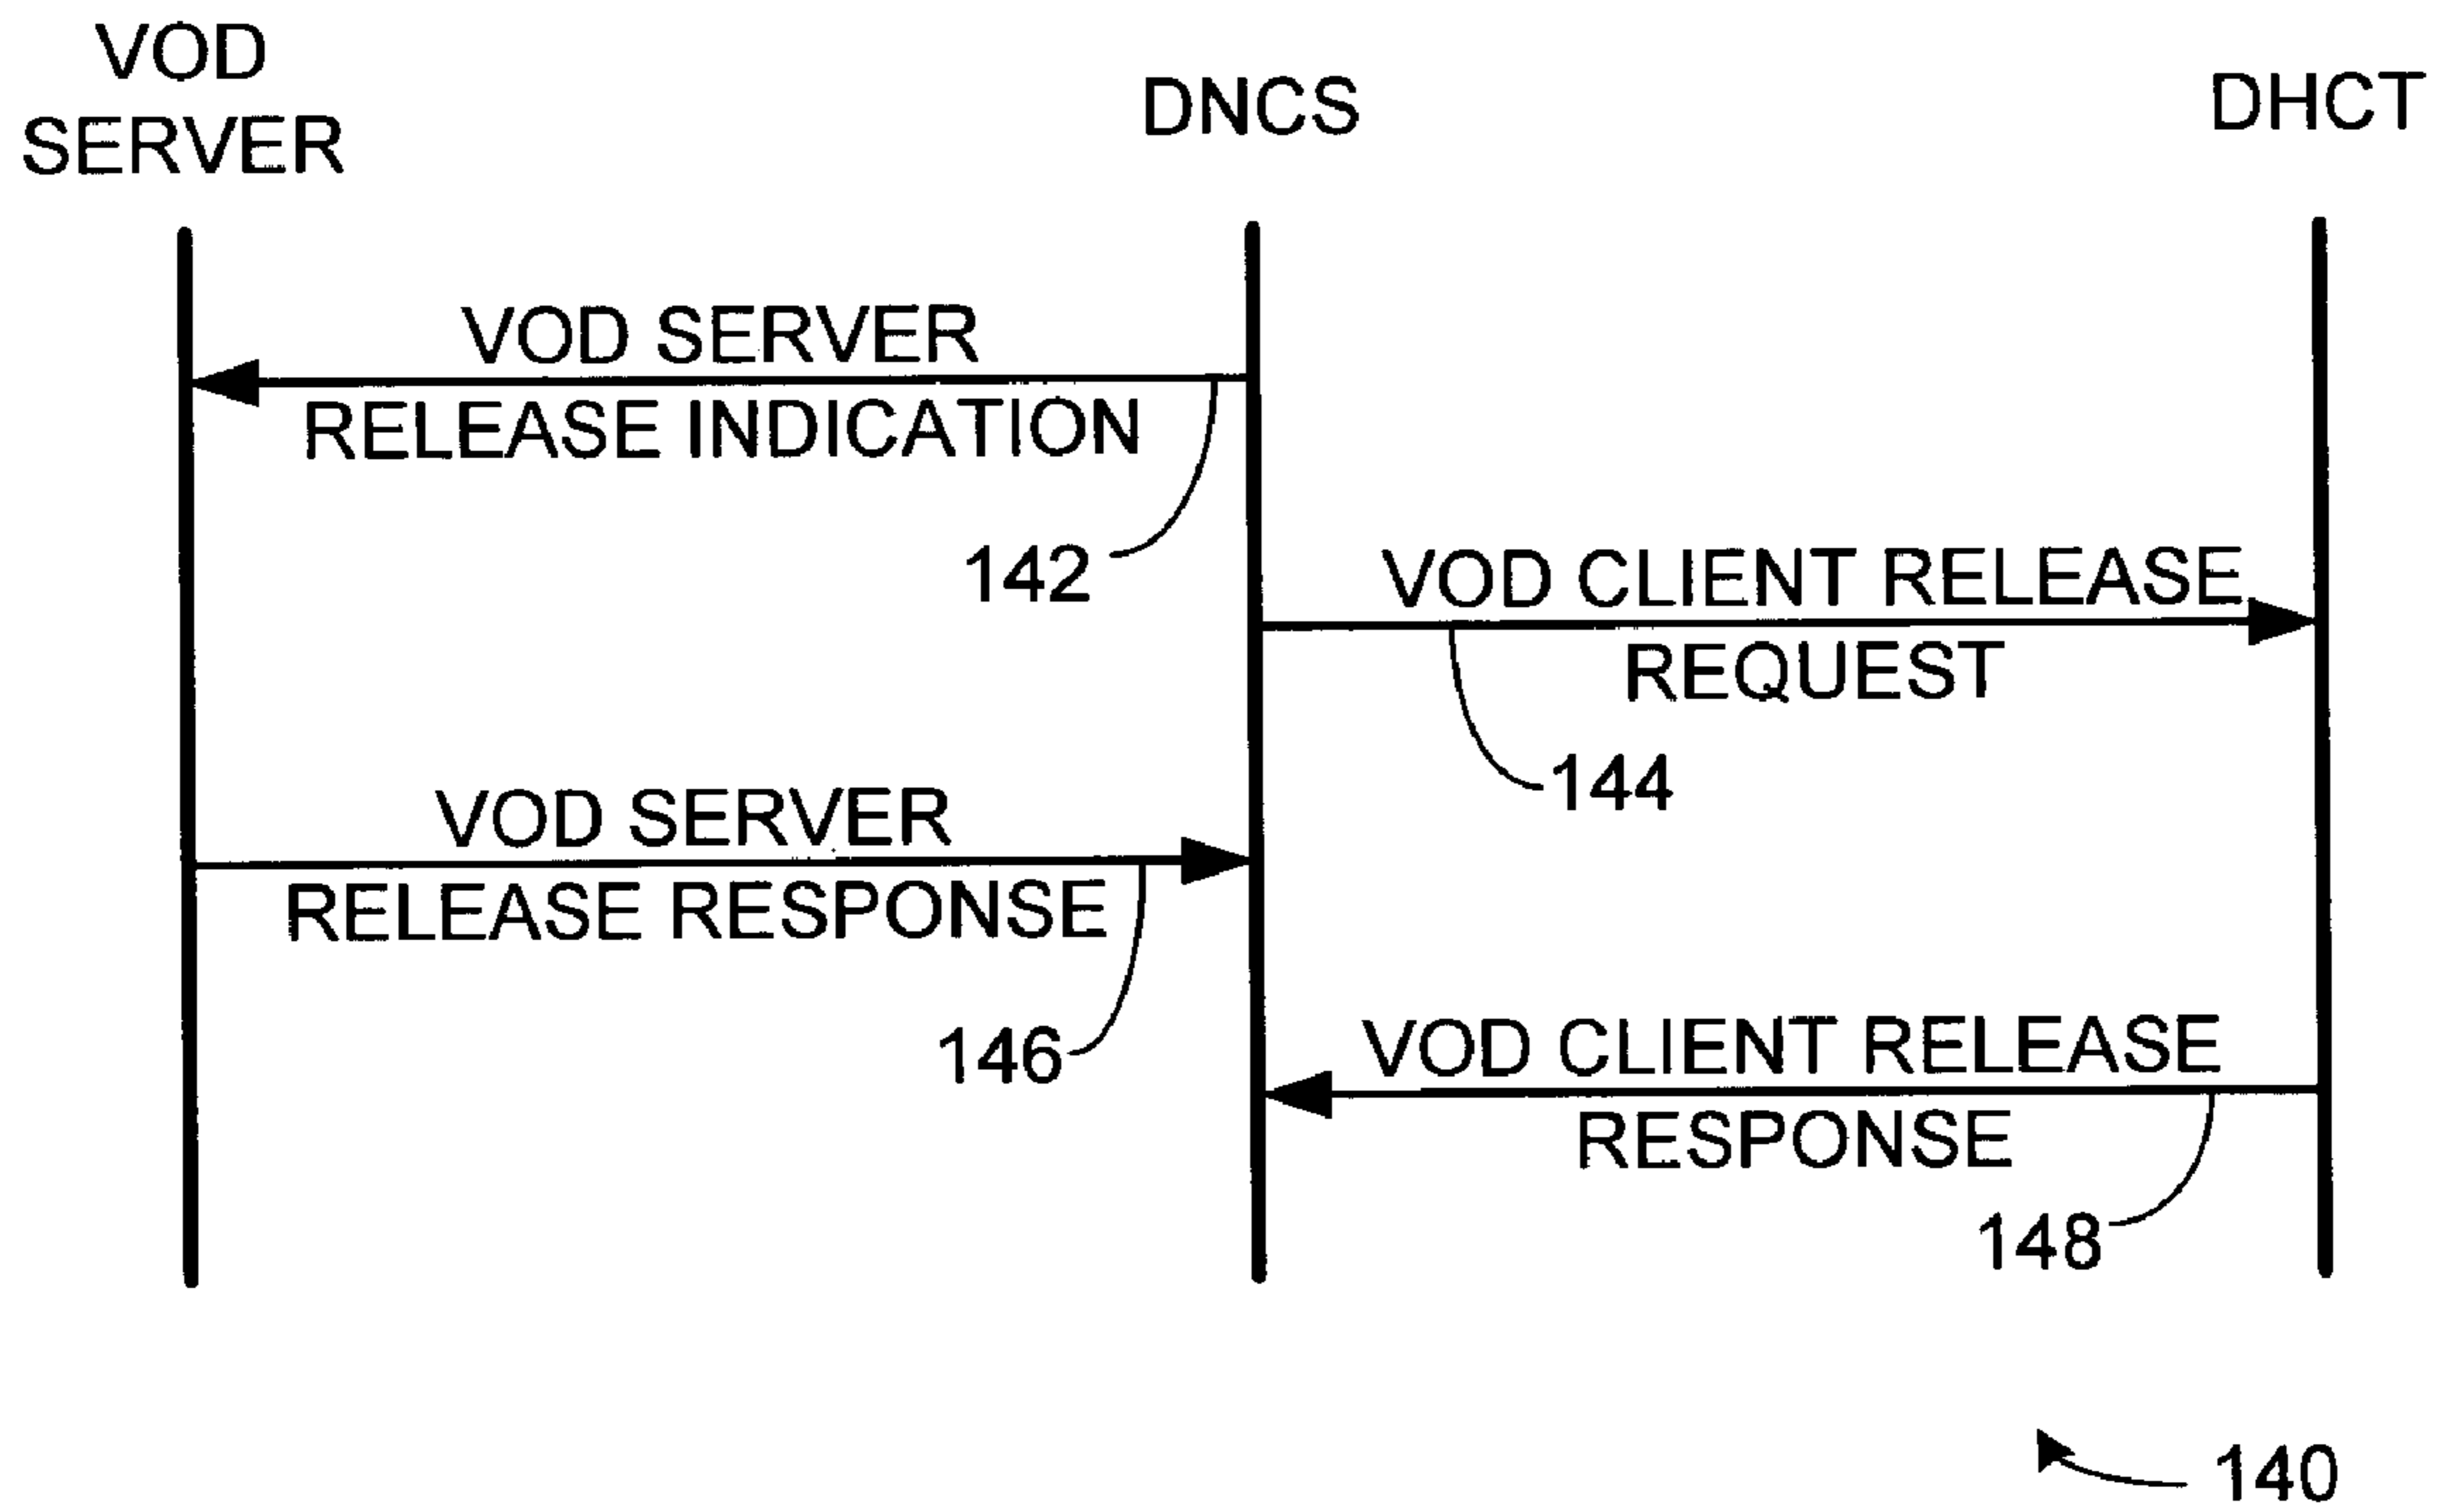 VOD
SERVER
DNCS
DHCT
VOD SERVER
RELEASE INDICATION
142
VOD CLIENT RELEASE
REQUEST
144
VOD SERVER
RELEASE RESPONSE
146
VOD CLIENT RELEASE
RESPONSE
148
140